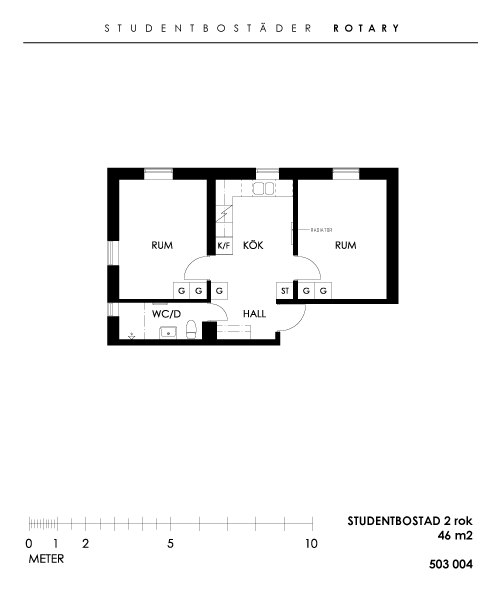 STUDENTBOSTÄDER ROTARY
RUM K/F KÖK RADIATOR RUM
G G G ST G G
WC/D HALL
0 1 2 5 10
METER
STUDENTBOSTAD 2 rok
46 m2
503 004